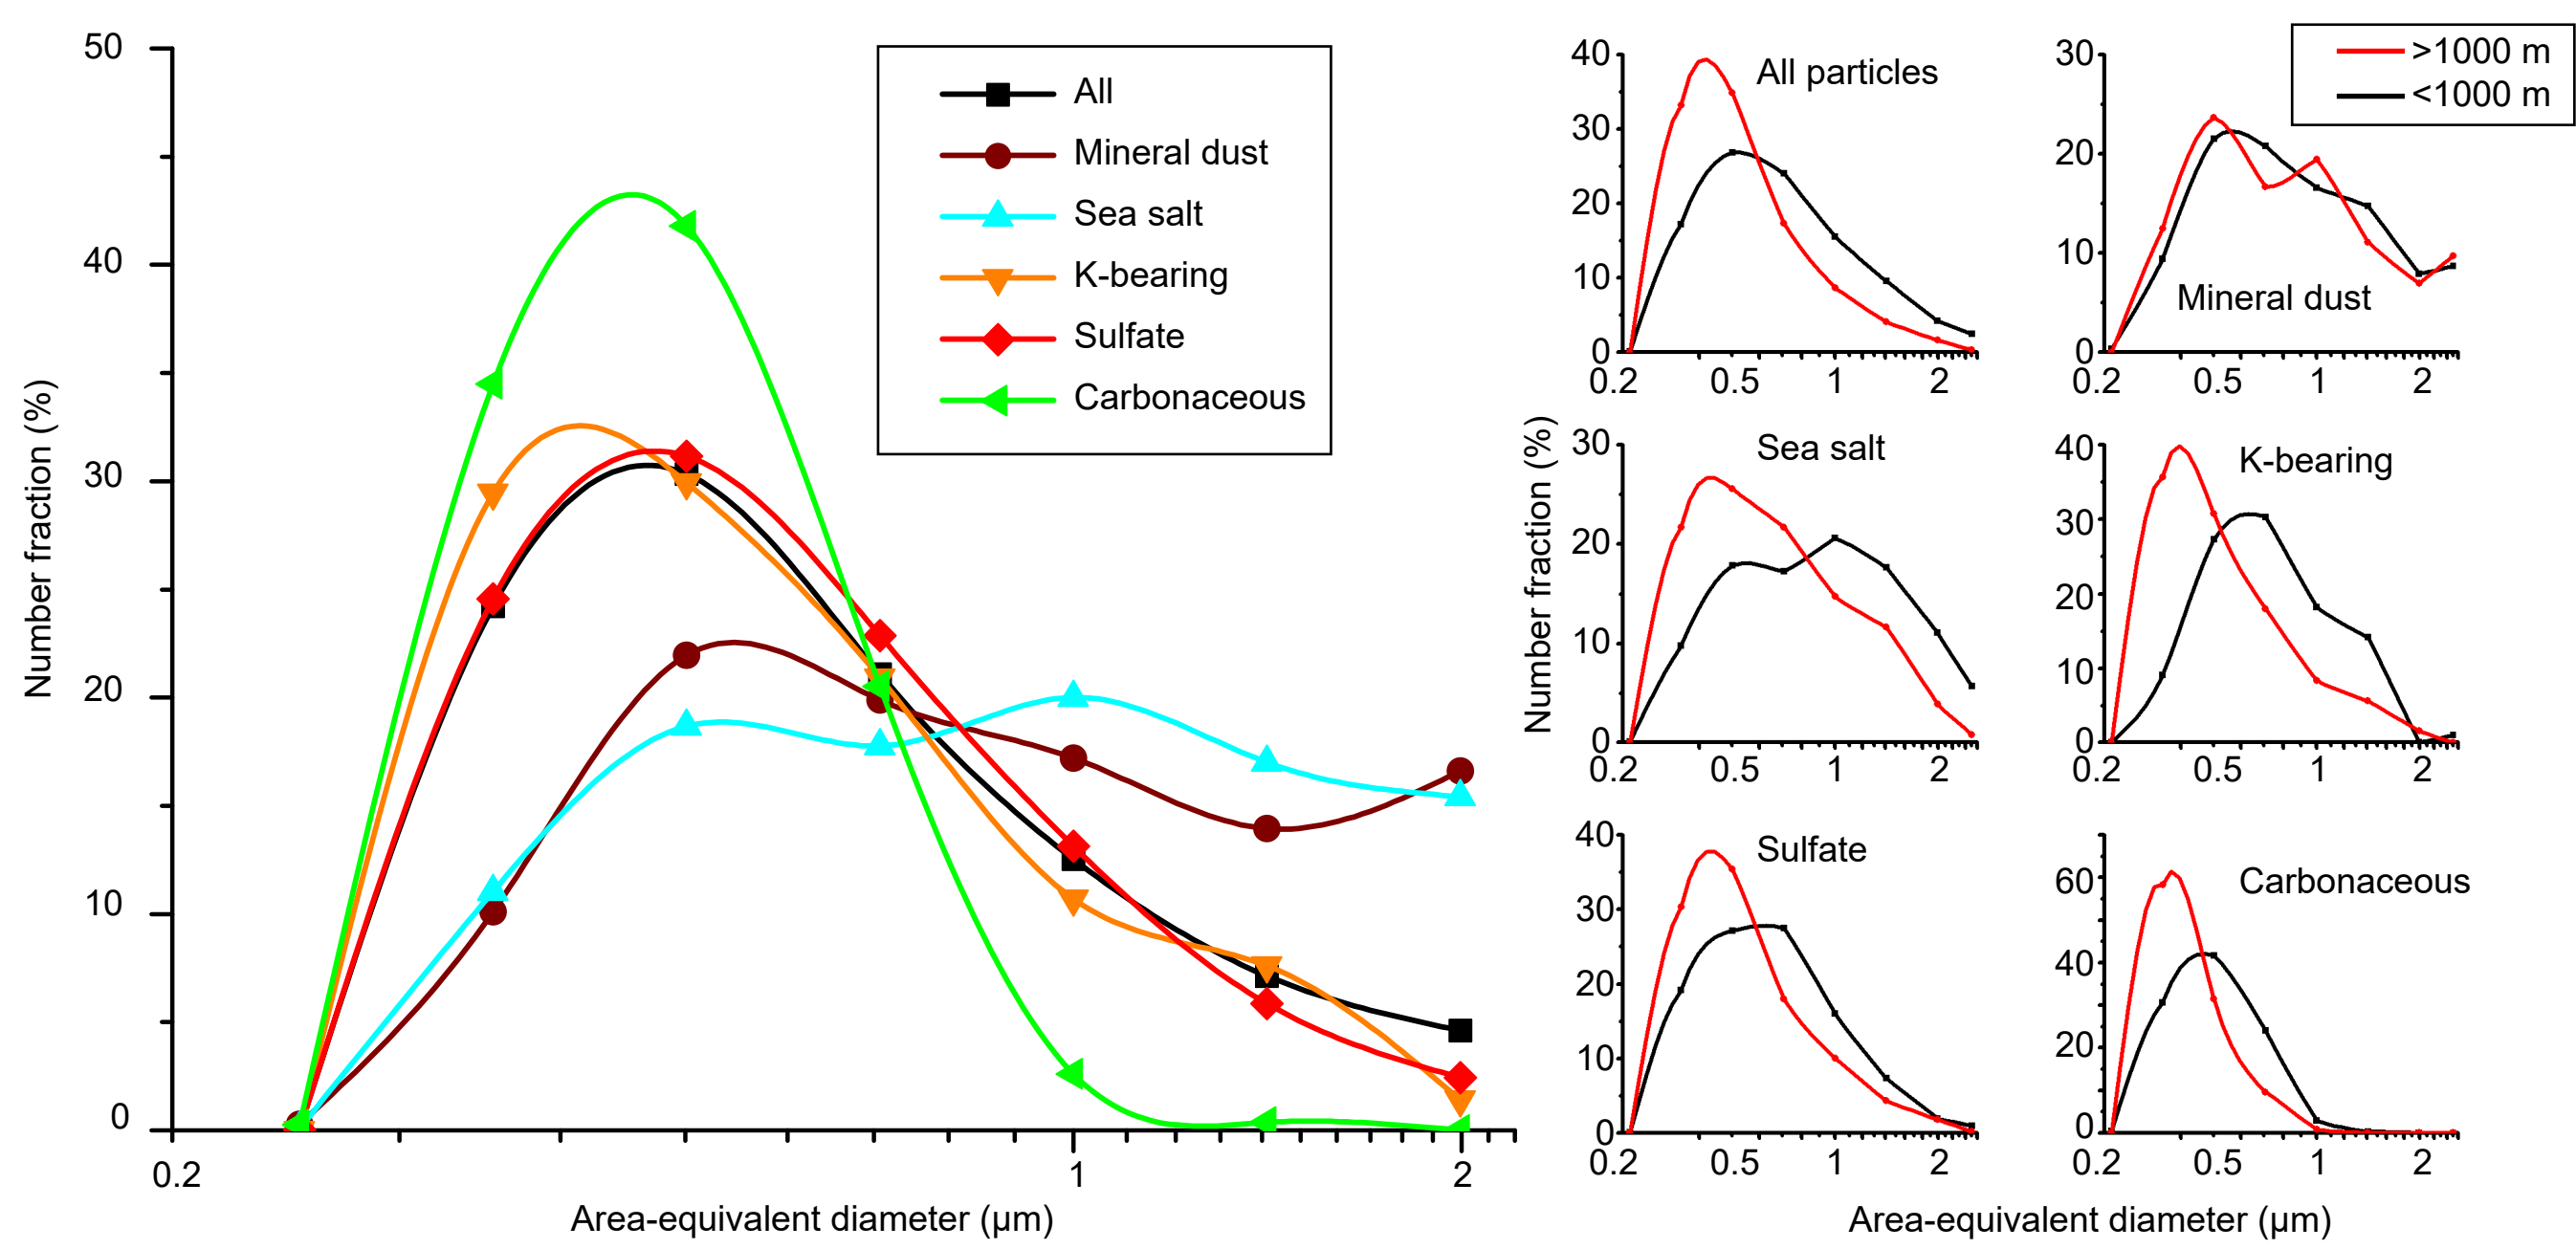 50
40
30
20
10
0
0.2
1
2
Number fraction (%)
Area-equivalent diameter (μm)
All
Mineral dust
Sea salt
K-bearing
Sulfate
Carbonaceous
40
30
20
10
0
0.2 0.5 1 2
All particles
30
20
10
0
0.2 0.5 1 2
Mineral dust
>1000 m
<1000 m
Number fraction (%)
30
20
10
0
0.2 0.5 1 2
Sea salt
40
30
20
10
0
0.2 0.5 1 2
K-bearing
40
30
20
10
0
0.2 0.5 1 2
Sulfate
60
40
20
0
0.2 0.5 1 2
Carbonaceous
Area-equivalent diameter (μm)